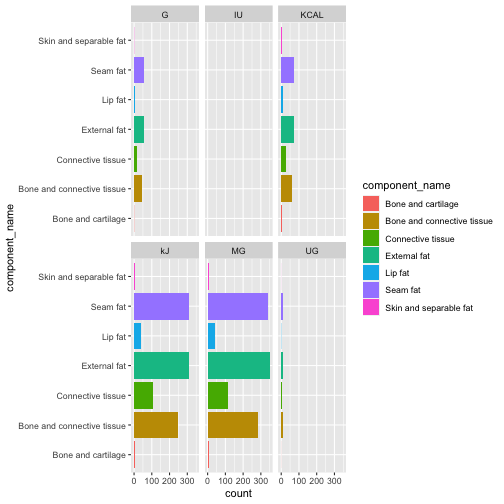 G IU KCAL
Skin and separable fat
Seam fat
Lip fat
External fat
Connective tissue
Bone and connective tissue
Bone and cartilage
kJ MG UG
Skin and separable fat
Seam fat
Lip fat
External fat
Connective tissue
Bone and connective tissue
Bone and cartilage
0 100 200 300 0 100 200 300 0 100 200 300
count
component_name
component_name
Bone and cartilage
Bone and connective tissue
Connective tissue
External fat
Lip fat
Seam fat
Skin and separable fat